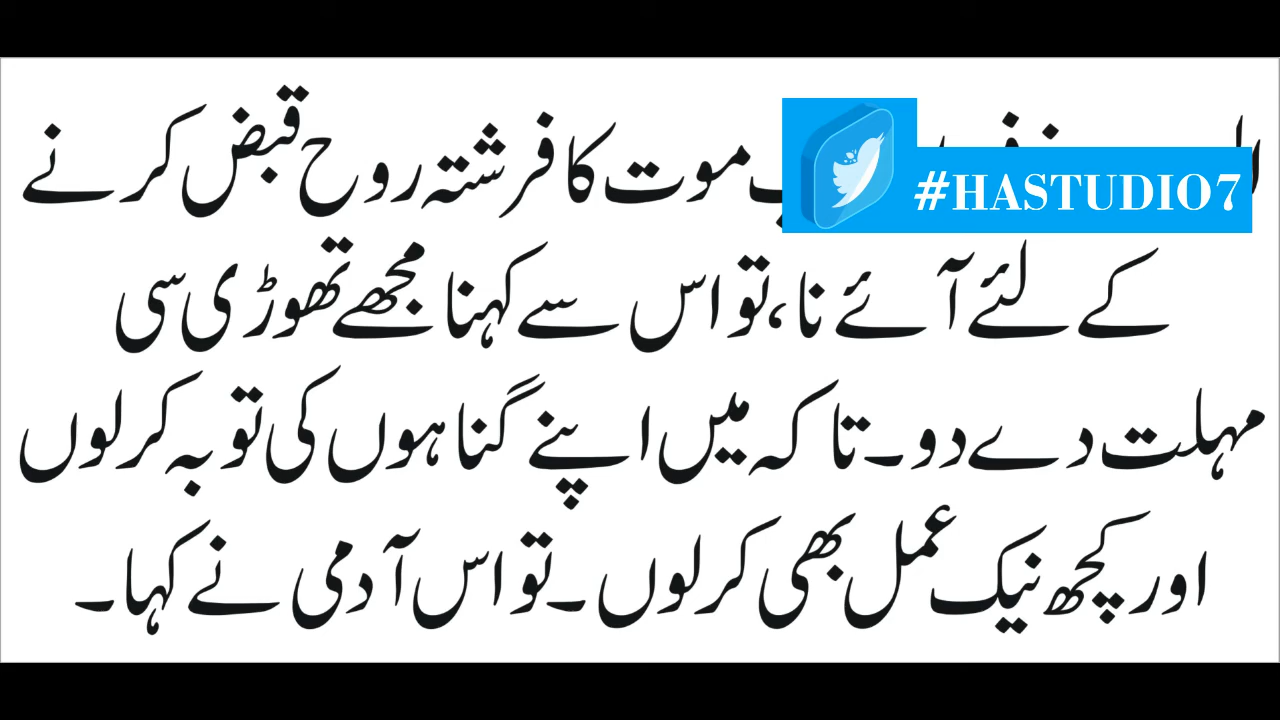 موت کا فرشتہ روح قبض کرنے
#HASTUDIO7
کے لئے آئے نا، تو اس سے کہنا مجھے تھوڑی سی
مہلت دے دو۔ تاکہ میں اپنے گناہوں کی توبہ کرلوں
اور کچھ نیک عمل بھی کرلوں۔ تو اس آدمی نے کہا۔